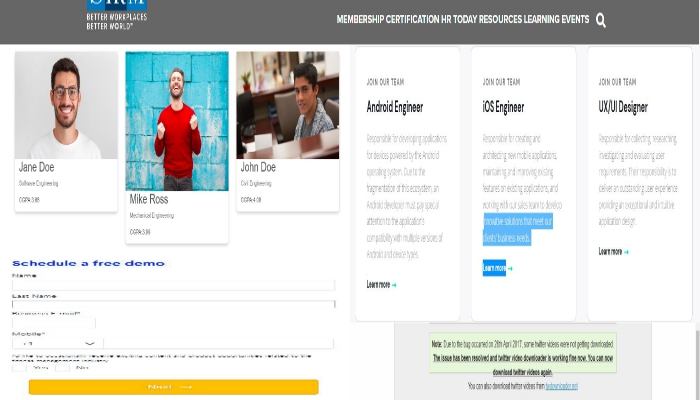 BETTER WORKPLACES
BETTER WORLD™
MEMBERSHIP CERTIFICATION HR TODAY RESOURCES LEARNING EVENTS
Jane Doe
Software Engineering
CGPA:3.89
Mike Ross
Mechanical Engineering
CGPA:3.99
John Doe
Civil Engineering
CGPA:4.00
JOIN OUR TEAM
Android Engineer
Responsible for developing applications
for devices powered by the Android
operating system. Due to the
fragmentation of this ecosystem, an
Android developer must pay special
attention to the application's
compatibility with multiple versions of
Android and device types.
Learn more →
JOIN OUR TEAM
iOS Engineer
Responsible for creating and
architecting new mobile applications,
maintaining and improving existing
features on existing applications, and
working with our sales team to develop
innovative solutions that meet our
clients' business needs.
Learn more →
JOIN OUR TEAM
UX/UI Designer
Responsible for collecting, researching,
investigating and evaluating user
requirements. Their responsibility is to
deliver an outstanding user experience
providing an exceptional and intuitive
application design.
Learn more →
Schedule a free demo
Name
Last Name
Mobile*
Note: Due to the bug occurred on 26th April 2017, some twitter videos were not getting downloaded.
The issue has been resolved and twitter video downloader is working fine now. You can now
download twitter videos again.
You can also download twitter videos from